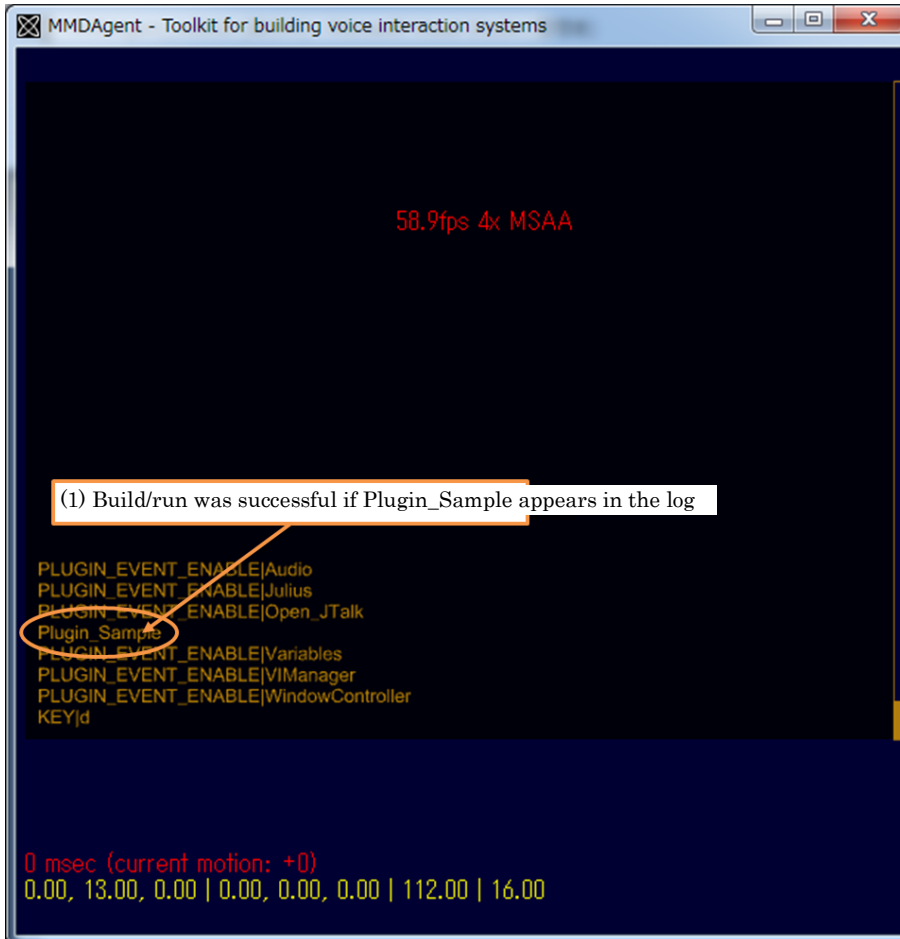 MMDAgent - Toolkit for building voice interaction systems
58.9fps 4x MSAA
(1) Build/run was successful if Plugin_Sample appears in the log
PLUGIN_EVENT_ENABLE|Audio
PLUGIN_EVENT_ENABLE|Julius
PLUGIN_EVENT_ENABLE|Open_JTalk
Plugin_Sample
PLUGIN_EVENT_ENABLE|Variables
PLUGIN_EVENT_ENABLE|VIManager
PLUGIN_EVENT_ENABLE|WindowController
KEY|d
0 msec (current motion: +0)
0.00, 13.00, 0.00 | 0.00, 0.00, 0.00 | 112.00 | 16.00